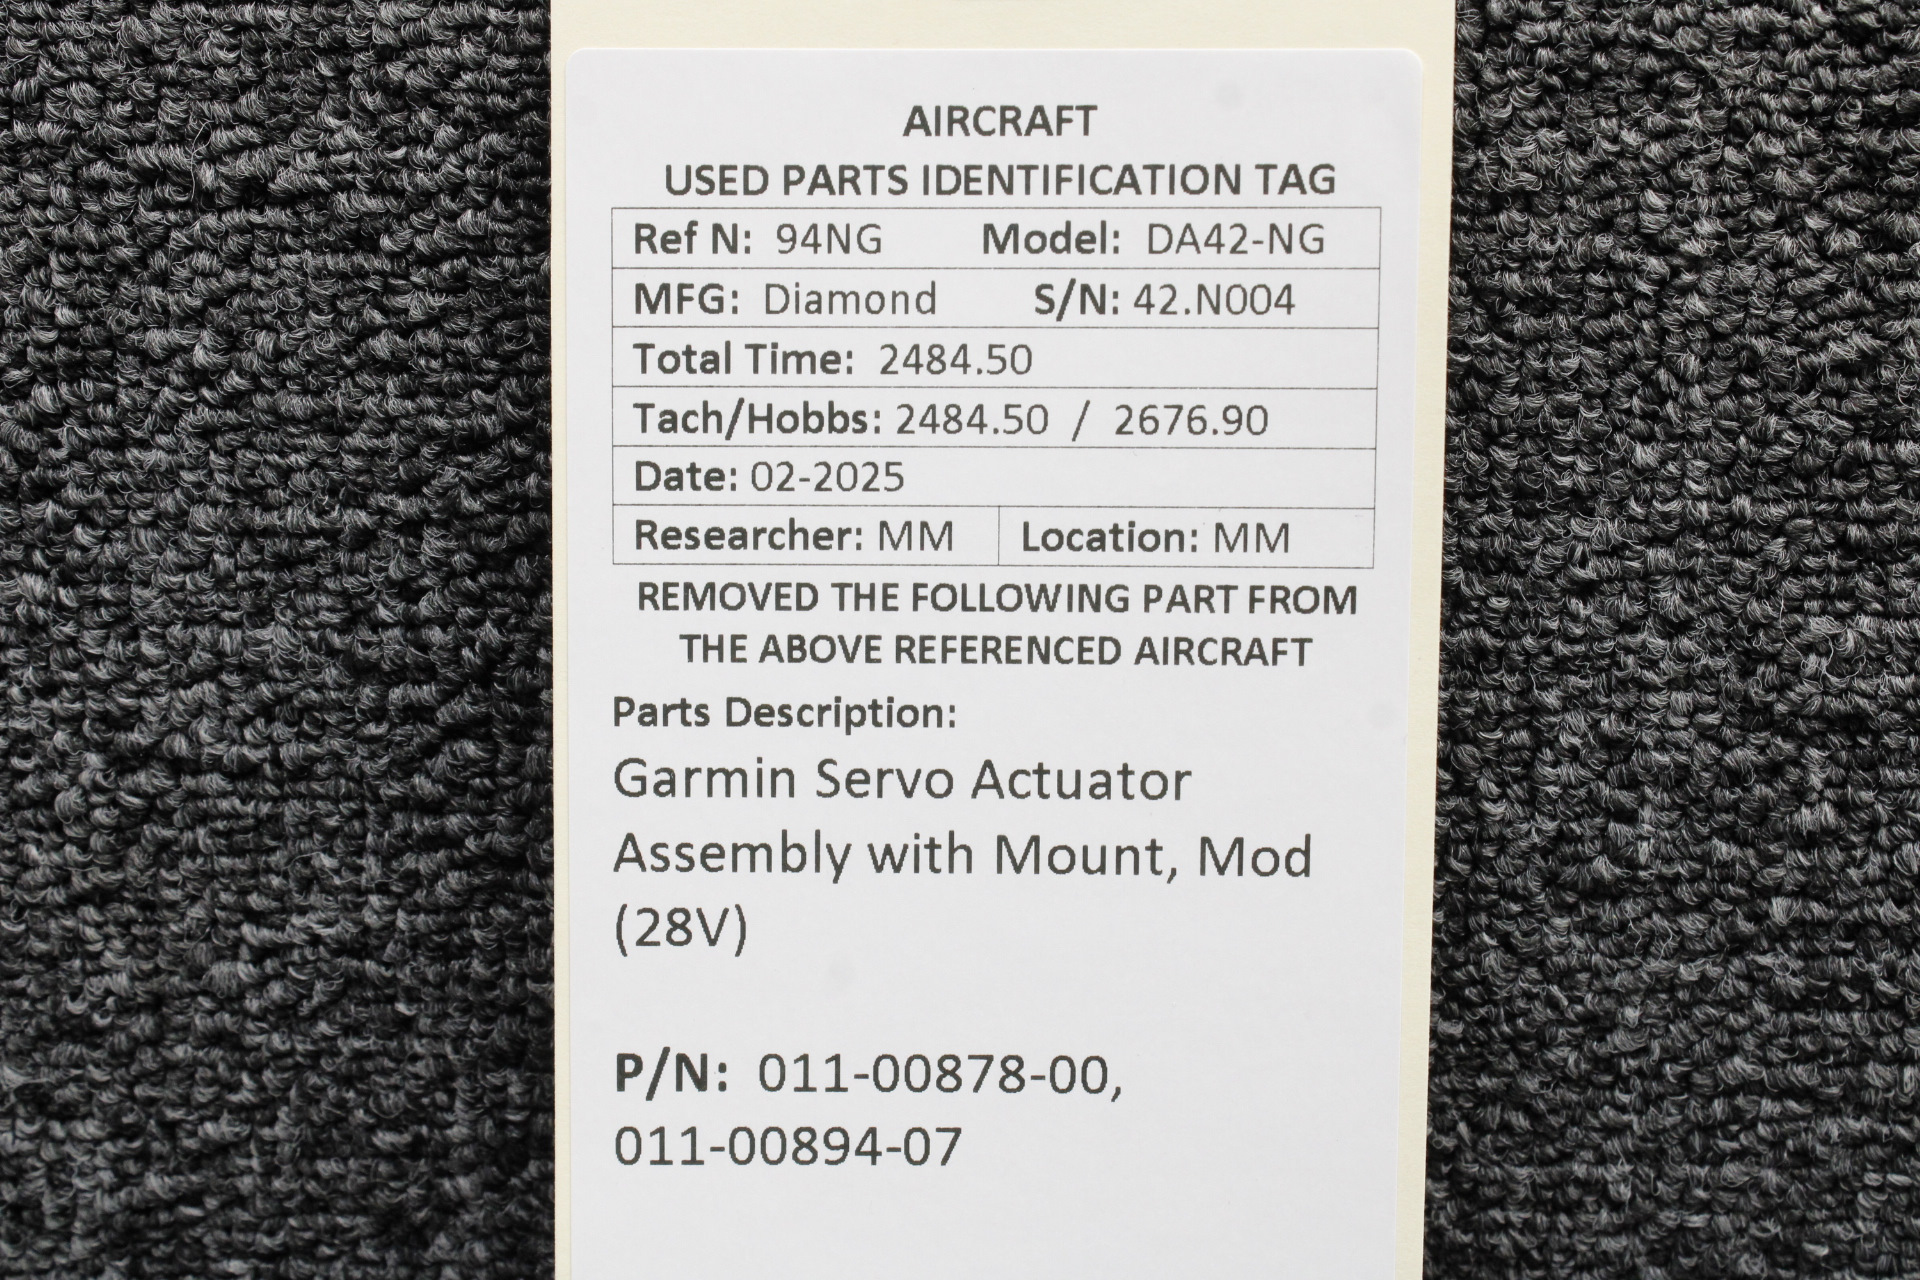 AIRCRAFT
USED PARTS IDENTIFICATION TAG
Ref N: 94NG Model: DA42-NG
MFG: Diamond S/N: 42.N004
Total Time: 2484.50
Tach/Hobbs: 2484.50 / 2676.90
Date: 02-2025
Researcher: MM Location: MM
REMOVED THE FOLLOWING PART FROM
THE ABOVE REFERENCED AIRCRAFT
Parts Description:
Garmin Servo Actuator
Assembly with Mount, Mod
(28V)
P/N: 011-00878-00,
011-00894-07